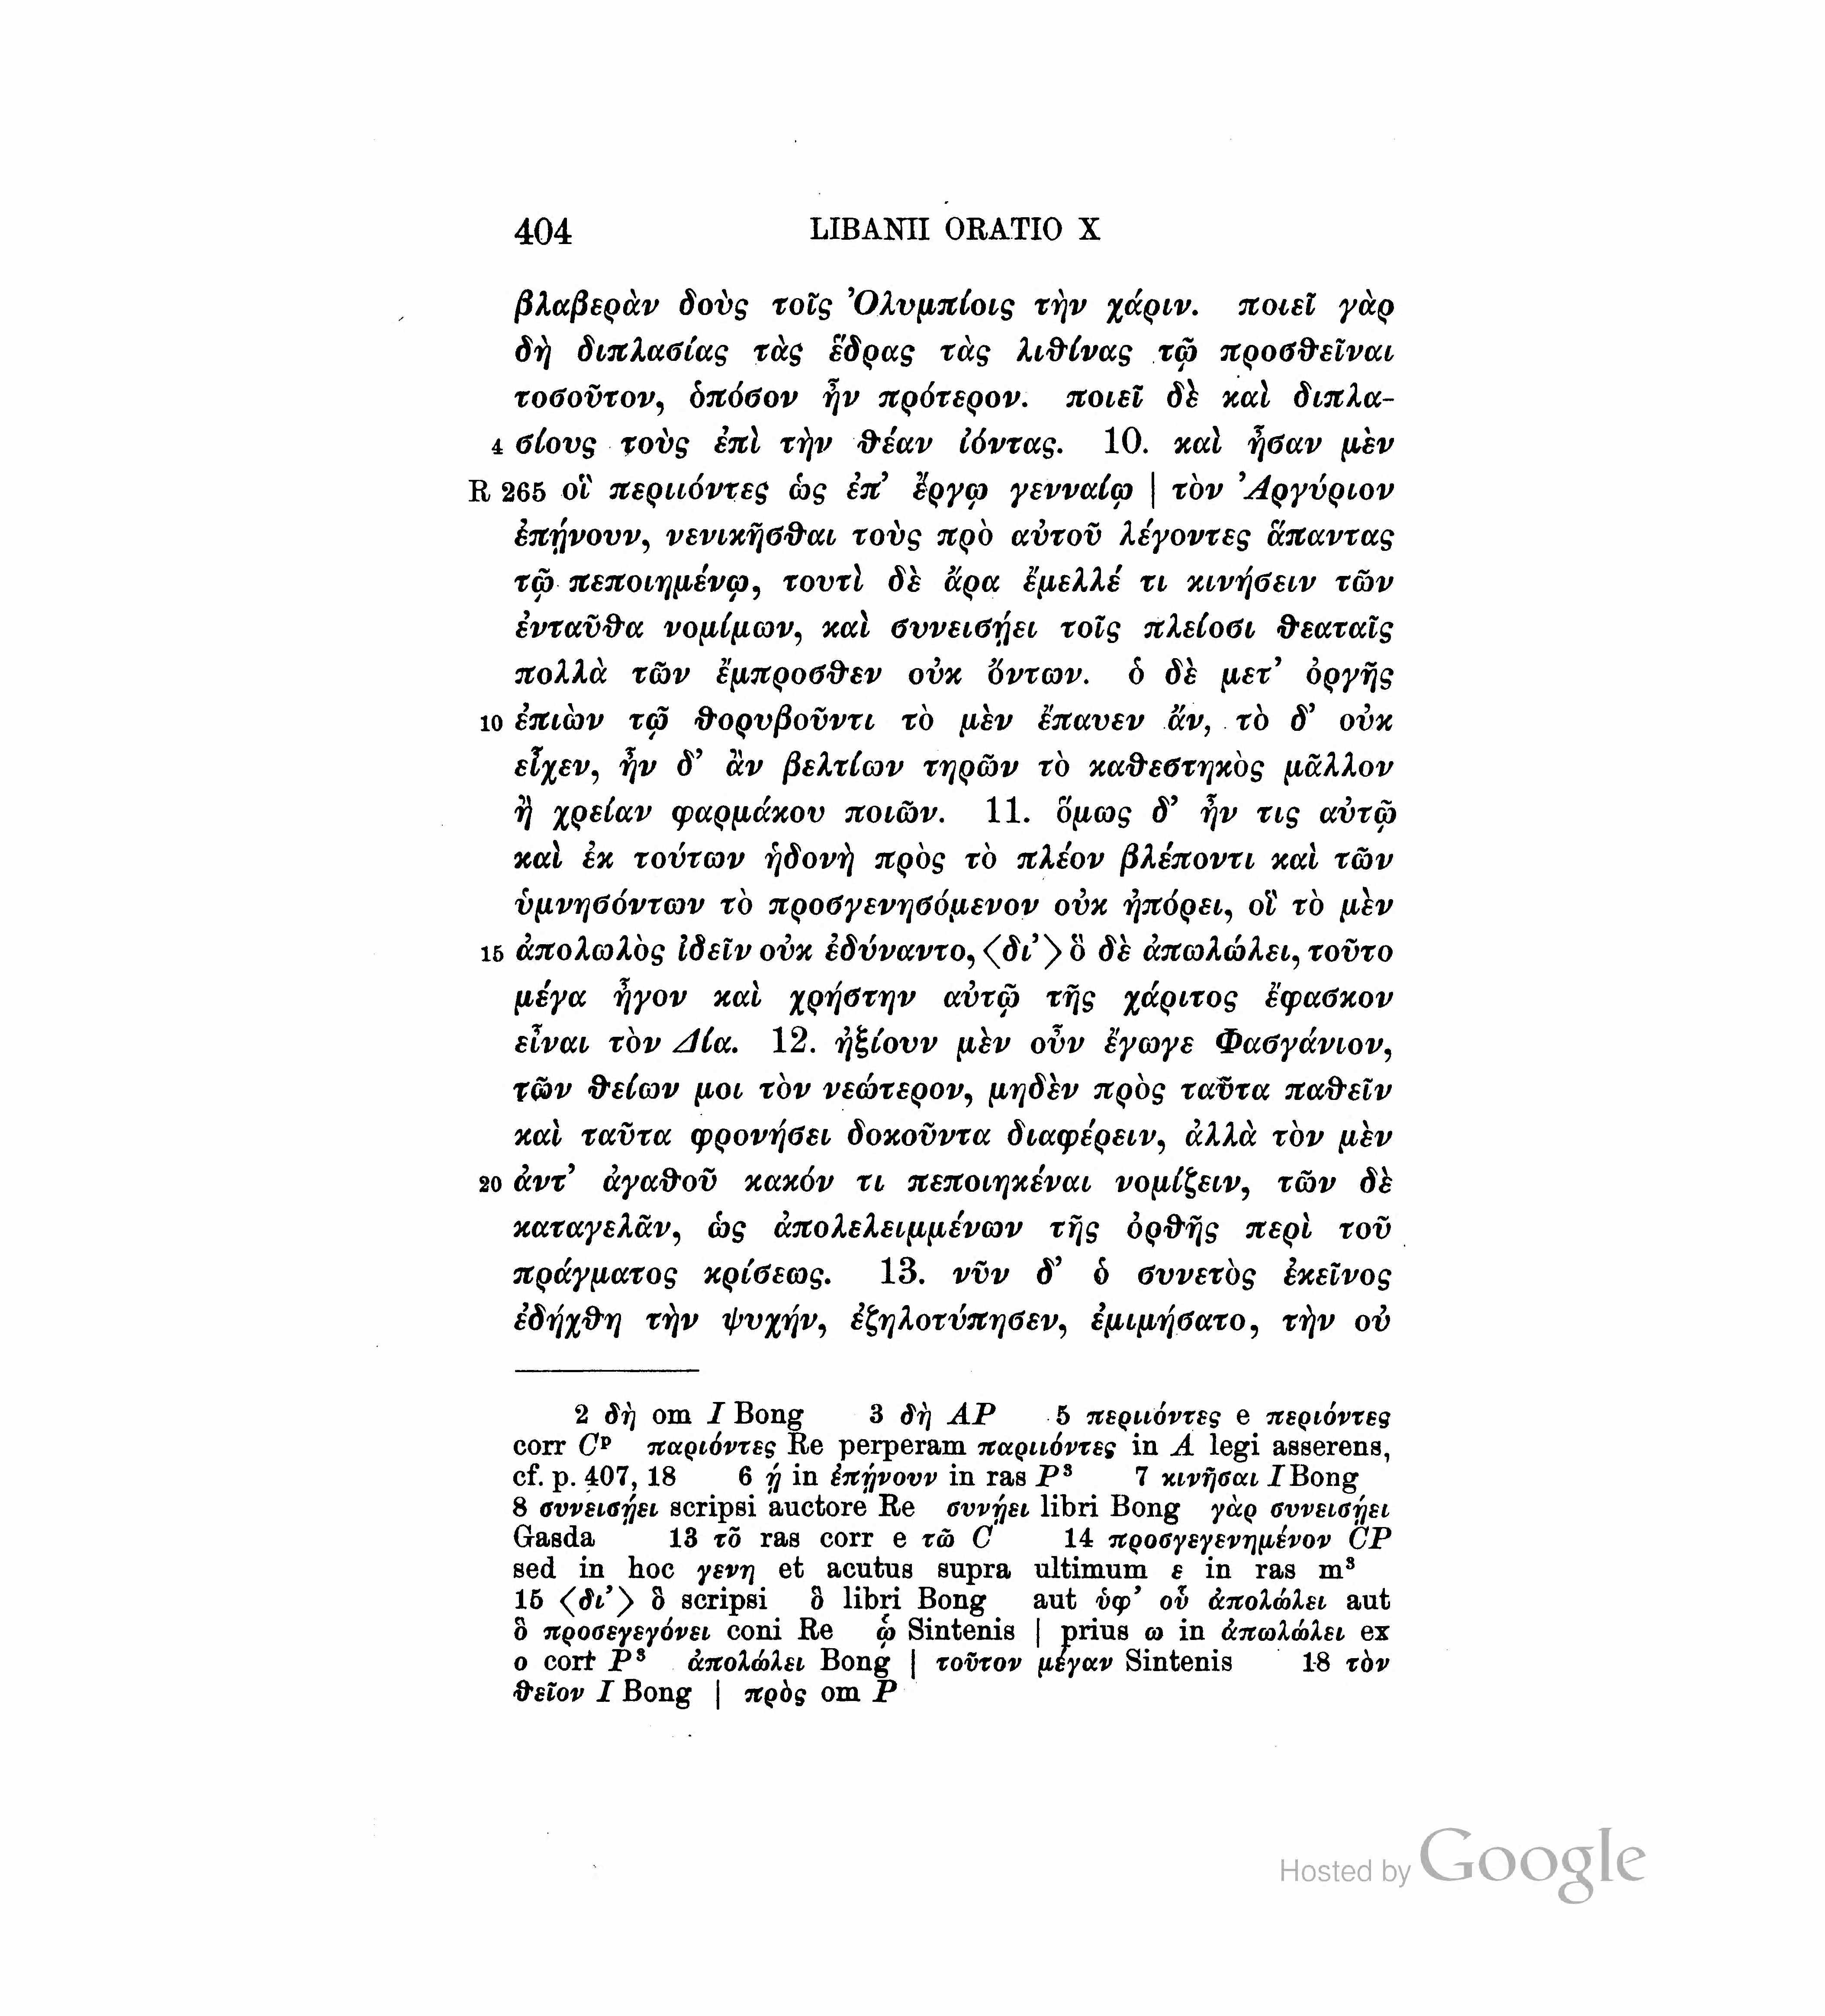 404 LIBANII ORATIO X
βλαβερὰν δοὺς τοῖς Ὀλυμπίοις τὴν χάριν. ποιεῖ γὰρ
δὴ διπλασίας τὰς ἕδρας τὰς λιθίνας τῷ προσθεῖναι
τοσοῦτον, ὁπόσον ἦν πρότερον. ποιεῖ δὲ καὶ διπλα-
4 σίους τοὺς ἐπὶ τὴν θέαν ἰόντας. 10. καὶ ἦσαν μὲν
R 265 οἳ περιιόντες ὡς ἐπ’ ἔργῳ γενναίῳ | τὸν Ἀργύριον
ἐπῄνουν, νενικῆσθαι τοὺς πρὸ αὐτοῦ λέγοντες ἅπαντας
τῷ πεποιημένῳ, τουτὶ δὲ ἄρα ἔμελλέ τι κινήσειν τῶν
ἐνταῦθα νομίμων, καὶ συνεισῄει τοῖς πλείοσι θεαταῖς
πολλὰ τῶν ἔμπροσθεν οὐκ ὄντων. ὁ δὲ μετ’ ὀργῆς
10 ἐπιὼν τῷ θορυβοῦντι τὸ μὲν ἔπαυεν ἄν, τὸ δ’ οὐκ
εἶχεν, ἦν δ’ ἂν βελτίων τηρῶν τὸ καθεστηκὸς μᾶλλον
ἢ χρείαν φαρμάκου ποιῶν. 11. ὅμως δ’ ἦν τις αὐτῷ
καὶ ἐκ τούτων ἡδονὴ πρὸς τὸ πλέον βλέποντι καὶ τῶν
ὑμνησόντων τὸ προσγενησόμενον οὐκ ἠπόρει, οἳ τὸ μὲν
15 ἀπολωλὸς ἰδεῖν οὐκ ἐδύναντο, ⟨δι’⟩ ὃ δὲ ἀπωλώλει, τοῦτο
μέγα ἦγον καὶ χρήστην αὐτῷ τῆς χάριτος ἔφασκον
εἶναι τὸν Δία. 12. ἠξίουν μὲν οὖν ἔγωγε Φασγάνιον,
τῶν θείων μοι τὸν νεώτερον, μηδὲν πρὸς ταῦτα παθεῖν
καὶ ταῦτα φρονήσει δοκοῦντα διαφέρειν, ἀλλὰ τὸν μὲν
20 ἀντ’ ἀγαθοῦ κακόν τι πεποιηκέναι νομίζειν, τῶν δὲ
καταγελᾶν, ὡς ἀπολελειμμένων τῆς ὀρθῆς περὶ τοῦ
πράγματος κρίσεως. 13. νῦν δ’ ὁ συνετὸς ἐκεῖνος
ἐδήχθη τὴν ψυχήν, ἐζηλοτύπησεν, ἐμιμήσατο, τὴν οὐ
2 δὴ om I Bong 3 δὴ AP 5 περιιόντες e περιόντες
corr Cᵖ παριόντες Re perperam παριιόντες in A legi asserens,
cf. p. 407, 18 6 ῄ in ἐπῄνουν in ras P³ 7 κινῆσαι I Bong
8 συνεισῄει scripsi auctore Re συνῄει libri Bong γὰρ συνεισῄει
Gasda 13 τὸ ras corr e τῶ C 14 προσγεγενημένον CP
sed in hoc γενη et acutus supra ultimum ε in ras m³
15 ⟨δι’⟩ ὃ scripsi ὃ libri Bong aut ὑφ’ οὗ ἀπολώλει aut
ὃ προσεγεγόνει coni Re ᾧ Sintenis | prius ω in ἀπωλώλει ex
ο corr P³ ἀπολώλει Bong | τοῦτον μέγαν Sintenis 18 τὸν
θεῖον I Bong | πρὸς om P
Hosted by Google